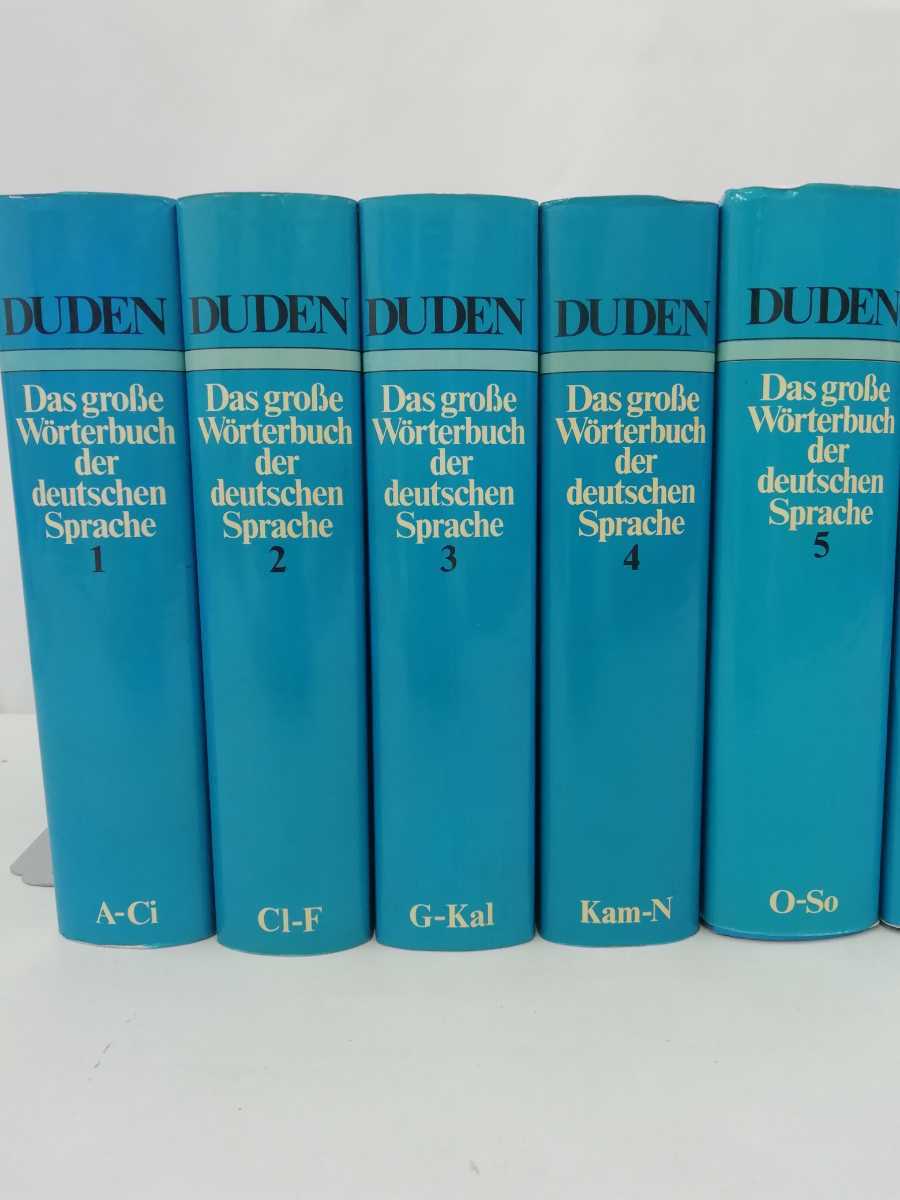 DUDEN
Das große
Wörterbuch
der
deutschen
Sprache
1
A-Ci
DUDEN
Das große
Wörterbuch
der
deutschen
Sprache
2
Cl-F
DUDEN
Das große
Wörterbuch
der
deutschen
Sprache
3
G-Kal
DUDEN
Das große
Wörterbuch
der
deutschen
Sprache
4
Kam-N
DUDEN
Das große
Wörterbuch
der
deutschen
Sprache
5
O-So